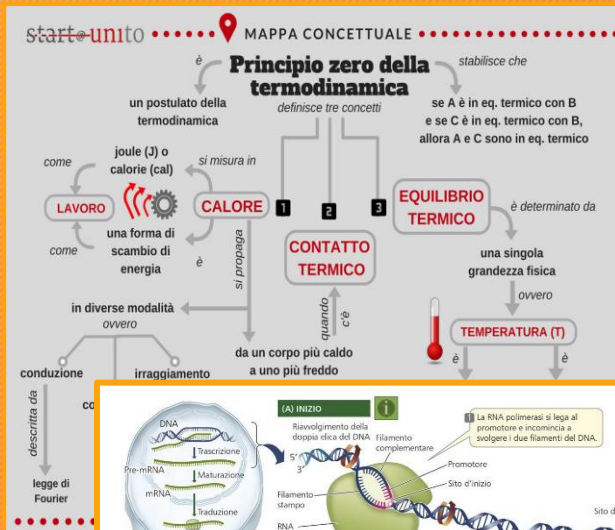 start@unito
MAPPA CONCETTUALE
Principio zero della
termodinamica
è
stabilisce che
un postulato della
termodinamica
definisce tre concetti
se A è in eq. termico con B
e se C è in eq. termico con B,
allora A e C sono in eq. termico
joule (J) o
calorie (cal)
come
si misura in
LAVORO
CALORE
1
2
3
EQUILIBRIO
TERMICO
CONTATTO
TERMICO
è determinato da
come
una forma di
scambio di
energia
è
una singola
grandezza fisica
si propaga
quando
c'è
ovvero
in diverse modalità
ovvero
TEMPERATURA (T)
da un corpo più caldo
a uno più freddo
è
è
conduzione
irraggiamento
descritta da
legge di
Fourier
(A) INIZIO
i
DNA
Riavvolgimento della
doppia elica del DNA
Filamento
complementare
1 La RNA polimerasi si lega al
promotore e incomincia a
svolgere i due filamenti del DNA.
5'
3'
Trascrizione
Pre-mRNA
Maturazione
mRNA
Traduzione
Promotore
Sito d'inizio
Filamento
stampo
RNA